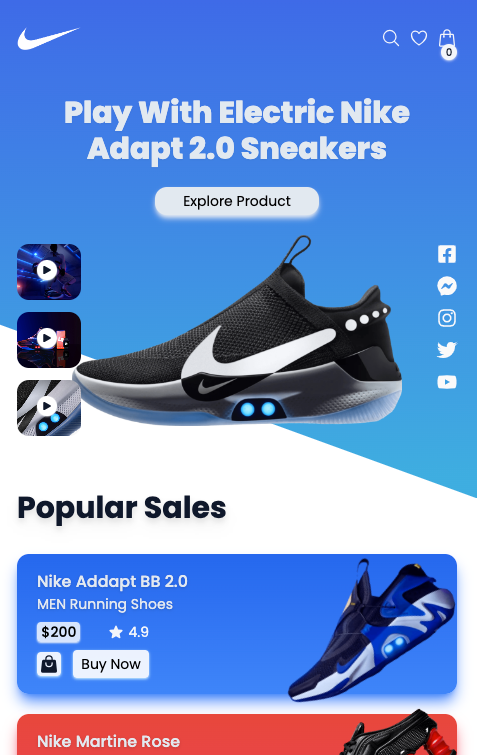 0
Play With Electric Nike
Adapt 2.0 Sneakers
Explore Product
Popular Sales
Nike Addapt BB 2.0
MEN Running Shoes
$200 4.9
Buy Now
Nike Martine Rose